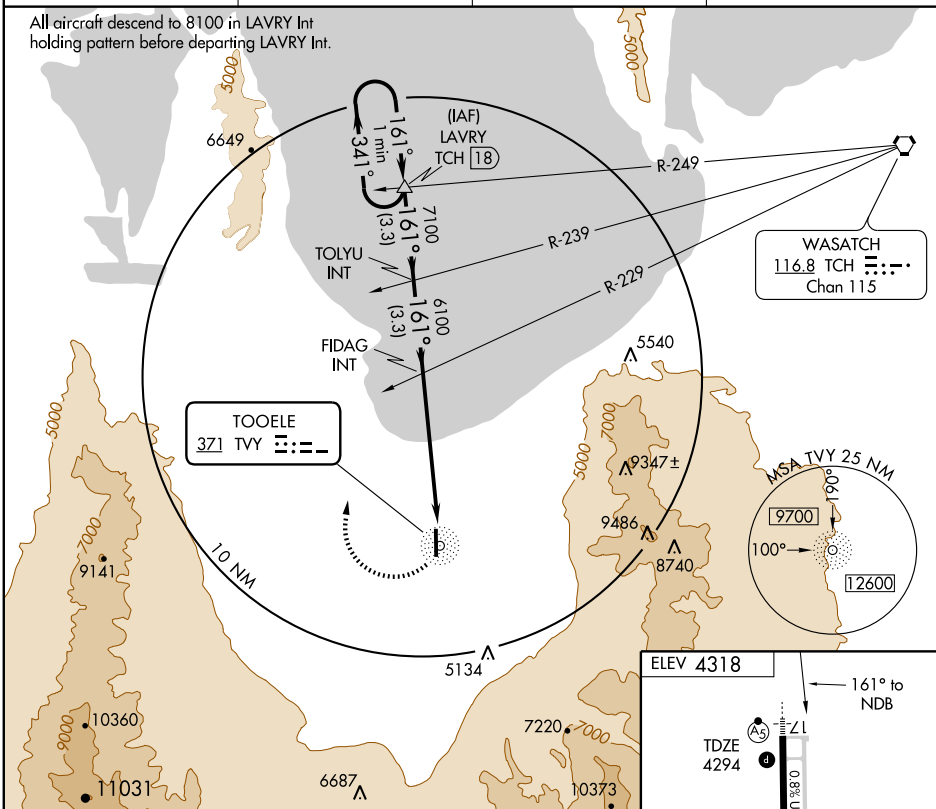 All aircraft descend to 8100 in LAVRY Int
holding pattern before departing LAVRY Int.
5000
5000
6649
341°
1 min
161°
(IAF)
LAVRY
TCH 18
R-249
7100
161°
(3.3)
R-239
TOLYU
INT
R-229
WASATCH
116.8 TCH
Chan 115
6100
161°
(3.3)
FIDAG
INT
5540
5000
7000
TOOELE
371 TVY
5000
9347±
MSA TVY 25 NM
190°
9700
100°
12600
9486
8740
7000
9141
10 NM
5134
ELEV 4318
161° to
NDB
17
A5
TDZE
4294
P
0.8% U
10360
9000
11031
7220
7000
6687
10373